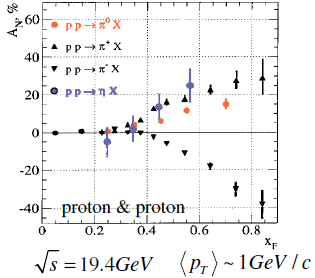 A_N, %
60
p p → π⁰ X
p p → π⁺ X
40
p p → π⁻ X
p p → η X
20
0
-20
-40
proton & proton
0 0.2 0.4 0.6 0.8
x_F
√s = 19.4GeV ⟨p_T⟩ ~ 1GeV / c